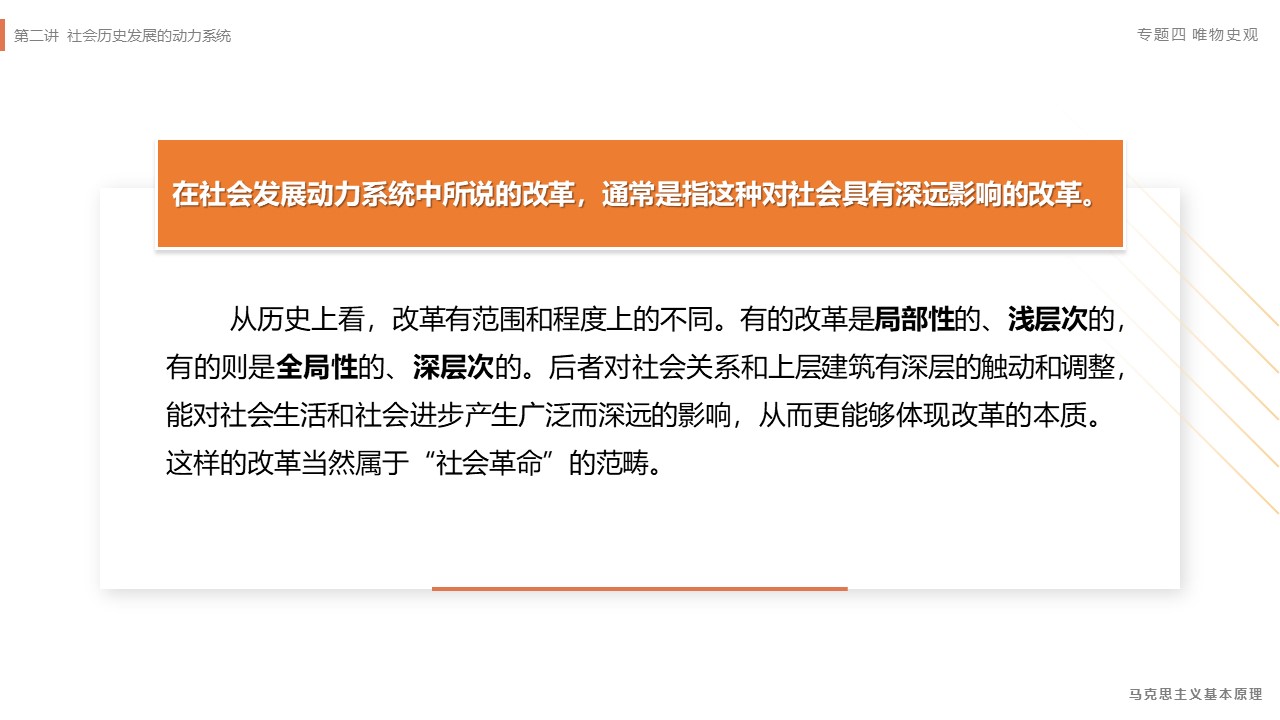 第二讲 社会历史发展的动力系统
专题四 唯物史观
在社会发展动力系统中所说的改革，通常是指这种对社会具有深远影响的改革。
从历史上看，改革有范围和程度上的不同。有的改革是局部性的、浅层次的，
有的则是全局性的、深层次的。后者对社会关系和上层建筑有深层的触动和调整，
能对社会生活和社会进步产生广泛而深远的影响，从而更能够体现改革的本质。
这样的改革当然属于“社会革命”的范畴。
马克思主义基本原理